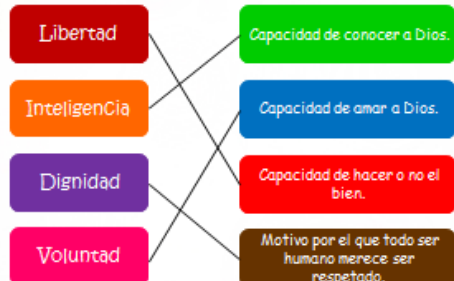 Libertad
Capacidad de conocer a Dios.
Inteligencia
Capacidad de amar a Dios.
Dignidad
Capacidad de hacer o no el
bien.
Voluntad
Motivo por el que todo ser
humano merece ser
respetado.